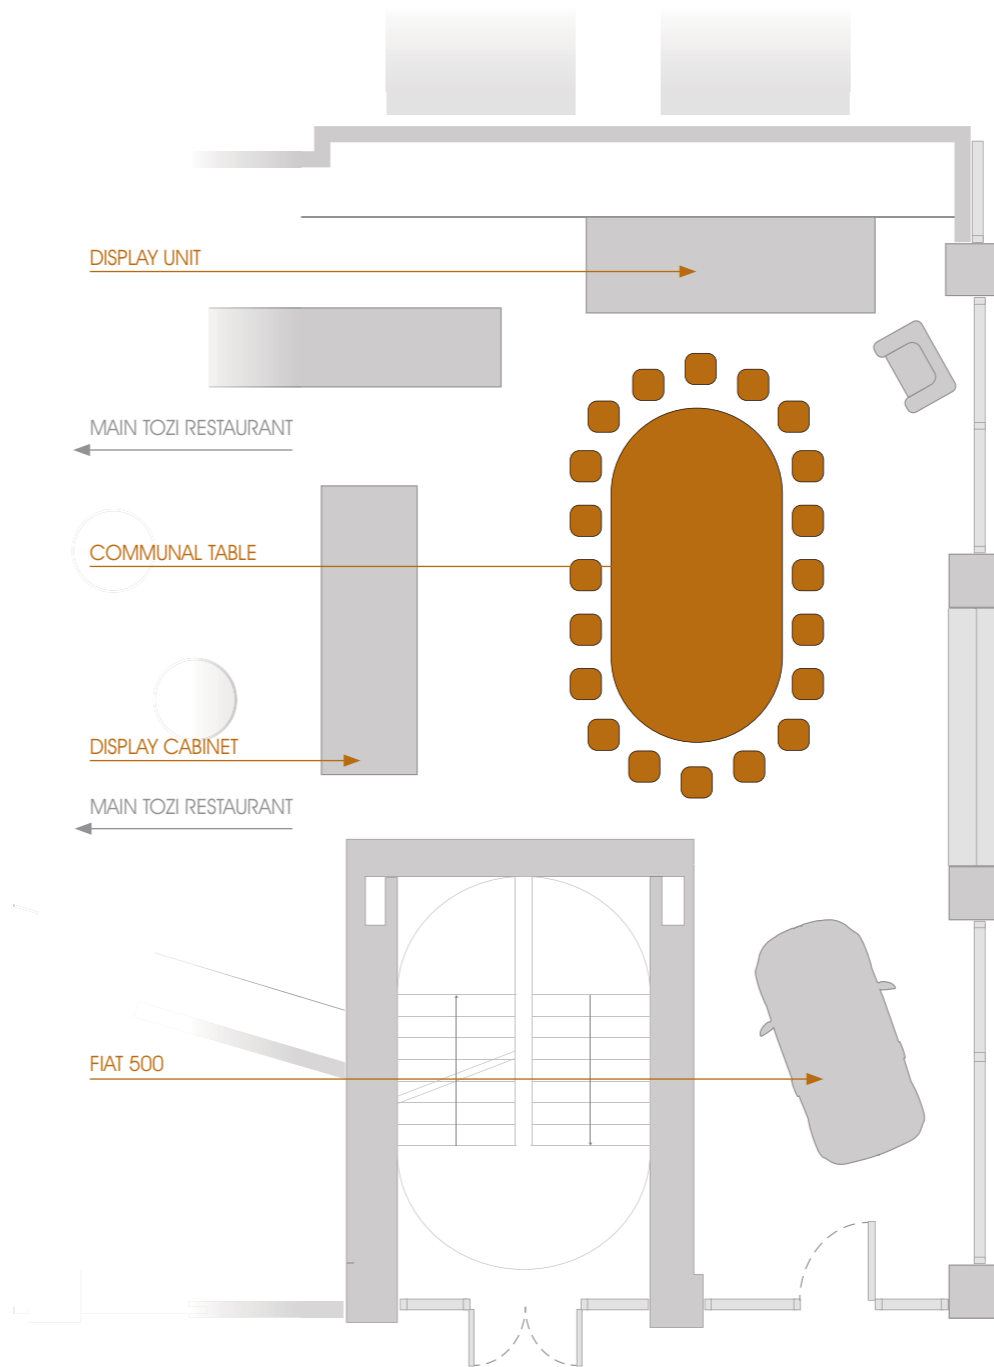 DISPLAY UNIT
MAIN TOZI RESTAURANT
COMMUNAL TABLE
DISPLAY CABINET
MAIN TOZI RESTAURANT
FIAT 500